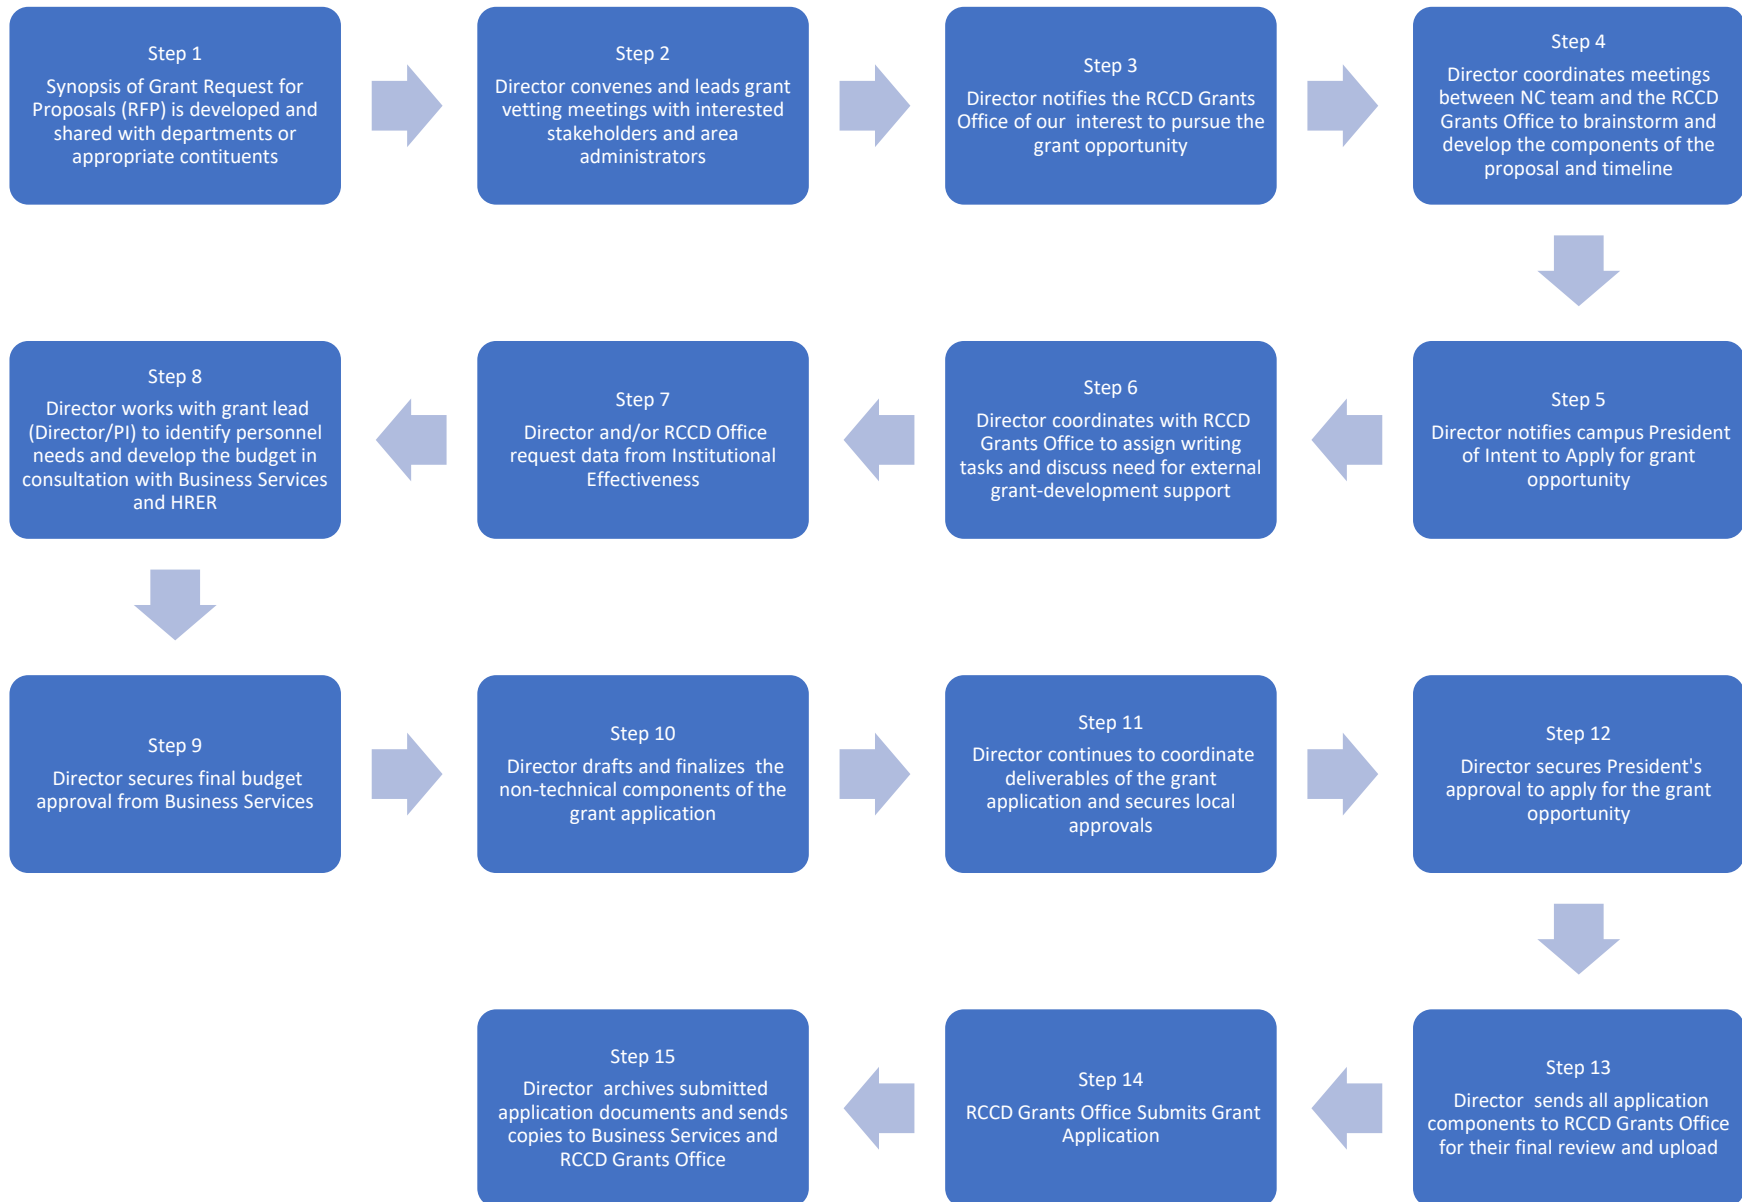 Step 1
Synopsis of Grant Request for
Proposals (RFP) is developed and
shared with departments or
appropriate contituents
Step 2
Director convenes and leads grant
vetting meetings with interested
stakeholders and area
administrators
Step 3
Director notifies the RCCD Grants
Office of our interest to pursue the
grant opportunity
Step 4
Director coordinates meetings
between NC team and the RCCD
Grants Office to brainstorm and
develop the components of the
proposal and timeline
Step 5
Director notifies campus President
of Intent to Apply for grant
opportunity
Step 6
Director coordinates with RCCD
Grants Office to assign writing
tasks and discuss need for external
grant-development support
Step 7
Director and/or RCCD Office
request data from Institutional
Effectiveness
Step 8
Director works with grant lead
(Director/PI) to identify personnel
needs and develop the budget in
consultation with Business Services
and HRER
Step 9
Director secures final budget
approval from Business Services
Step 10
Director drafts and finalizes the
non-technical components of the
grant application
Step 11
Director continues to coordinate
deliverables of the grant
application and secures local
approvals
Step 12
Director secures President's
approval to apply for the grant
opportunity
Step 13
Director sends all application
components to RCCD Grants Office
for their final review and upload
Step 14
RCCD Grants Office Submits Grant
Application
Step 15
Director archives submitted
application documents and sends
copies to Business Services and
RCCD Grants Office